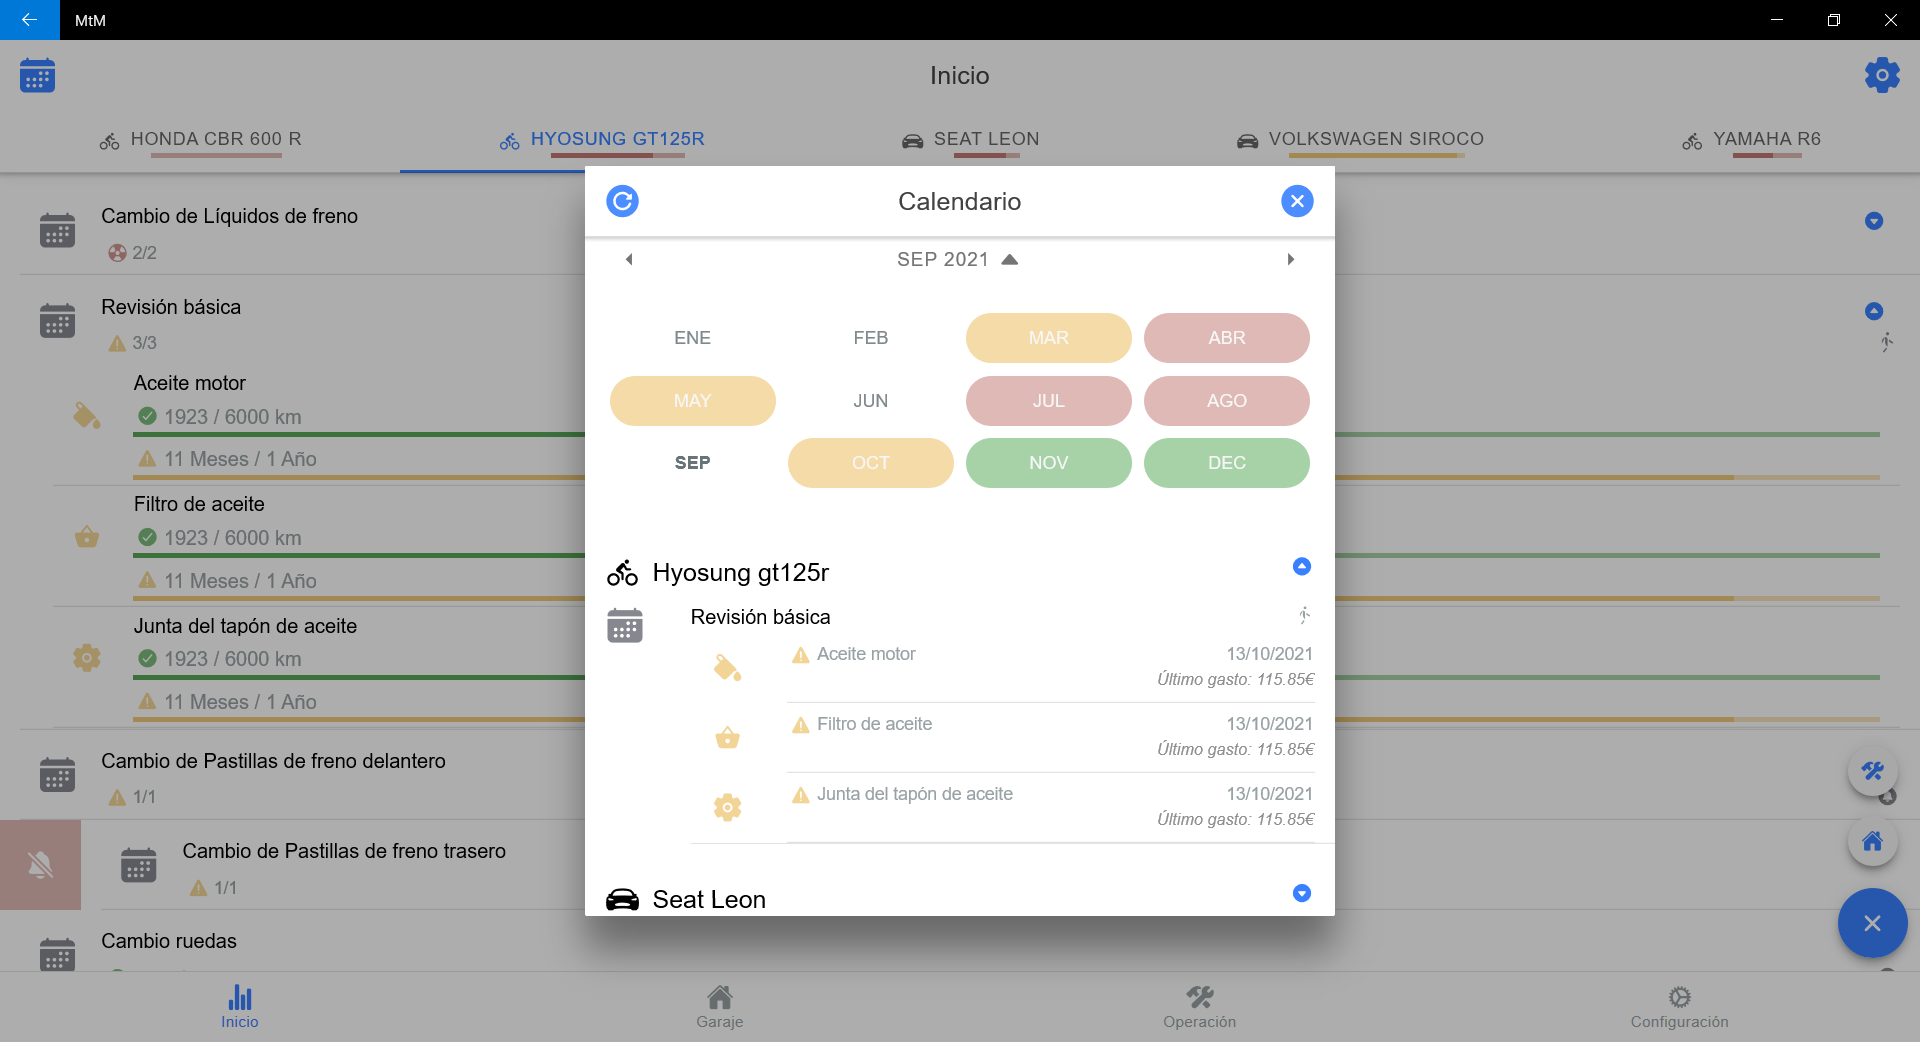 MtM
Inicio
HONDA CBR 600 R
HYOSUNG GT125R
SEAT LEON
VOLKSWAGEN SIROCO
YAMAHA R6
Cambio de Líquidos de freno
2/2
Revisión básica
3/3
Aceite motor
1923 / 6000 km
11 Meses / 1 Año
Filtro de aceite
1923 / 6000 km
11 Meses / 1 Año
Junta del tapón de aceite
1923 / 6000 km
11 Meses / 1 Año
Cambio de Pastillas de freno delantero
1/1
Cambio de Pastillas de freno trasero
1/1
Cambio ruedas
Calendario
SEP 2021
ENE FEB MAR ABR
MAY JUN JUL AGO
SEP OCT NOV DEC
Hyosung gt125r
Revisión básica
Aceite motor 13/10/2021
Último gasto: 115.85€
Filtro de aceite 13/10/2021
Último gasto: 115.85€
Junta del tapón de aceite 13/10/2021
Último gasto: 115.85€
Seat Leon
Inicio
Garaje
Operación
Configuración